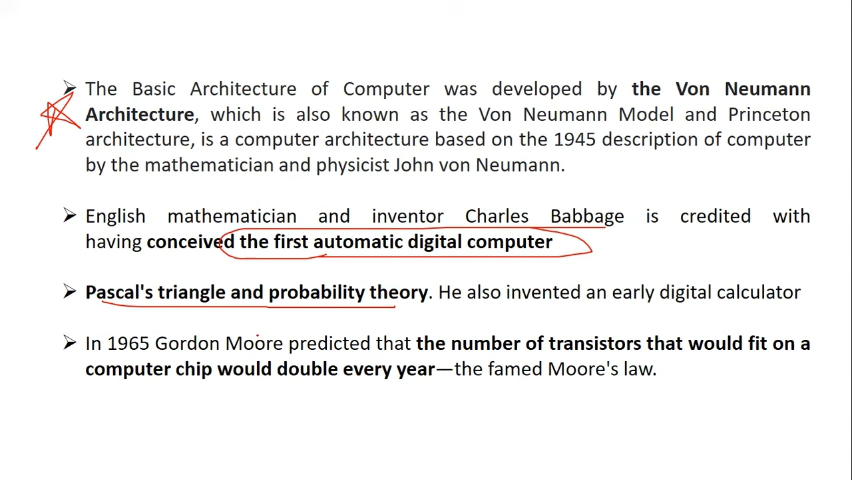 The Basic Architecture of Computer was developed by the Von Neumann
Architecture, which is also known as the Von Neumann Model and Princeton
architecture, is a computer architecture based on the 1945 description of computer
by the mathematician and physicist John von Neumann.
English mathematician and inventor Charles Babbage is credited with
having conceived the first automatic digital computer
Pascal's triangle and probability theory. He also invented an early digital calculator
In 1965 Gordon Moore predicted that the number of transistors that would fit on a
computer chip would double every year—the famed Moore's law.